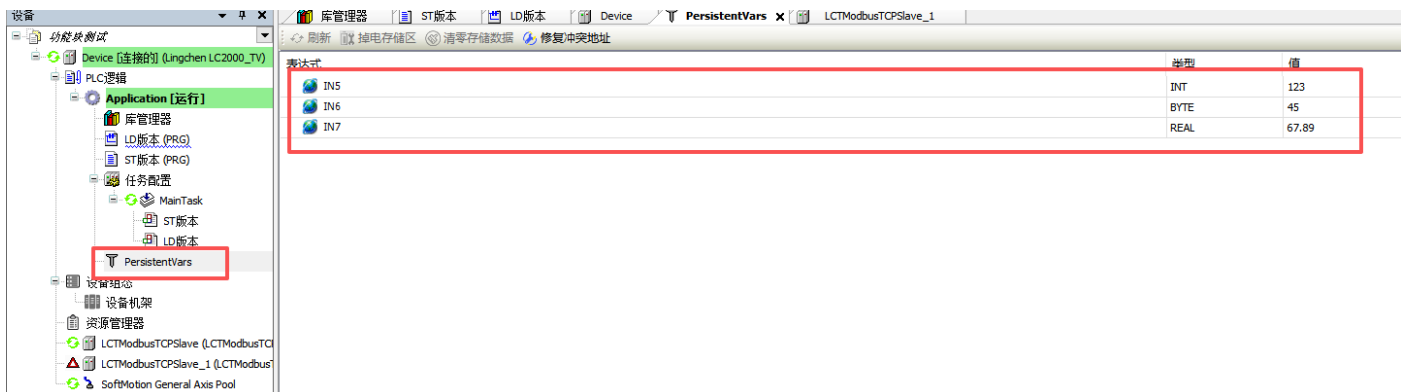 设备
库管理器 ST版本 LD版本 Device PersistentVars LCTModbusTCPSlave_1
功能块测试
刷新 掉电存储区 清零存储数据 修复冲突地址
Device [连接的] (Lingchen LC2000_TV)
表达式 类型 值
PLC逻辑
IN5 INT 123
Application [运行]
IN6 BYTE 45
库管理器
IN7 REAL 67.89
LD版本 (PRG)
ST版本 (PRG)
任务配置
MainTask
ST版本
LD版本
PersistentVars
设备组态
设备机架
资源管理器
LCTModbusTCPSlave (LCTModbusTCl
LCTModbusTCPSlave_1 (LCTModbusT
SoftMotion General Axis Pool